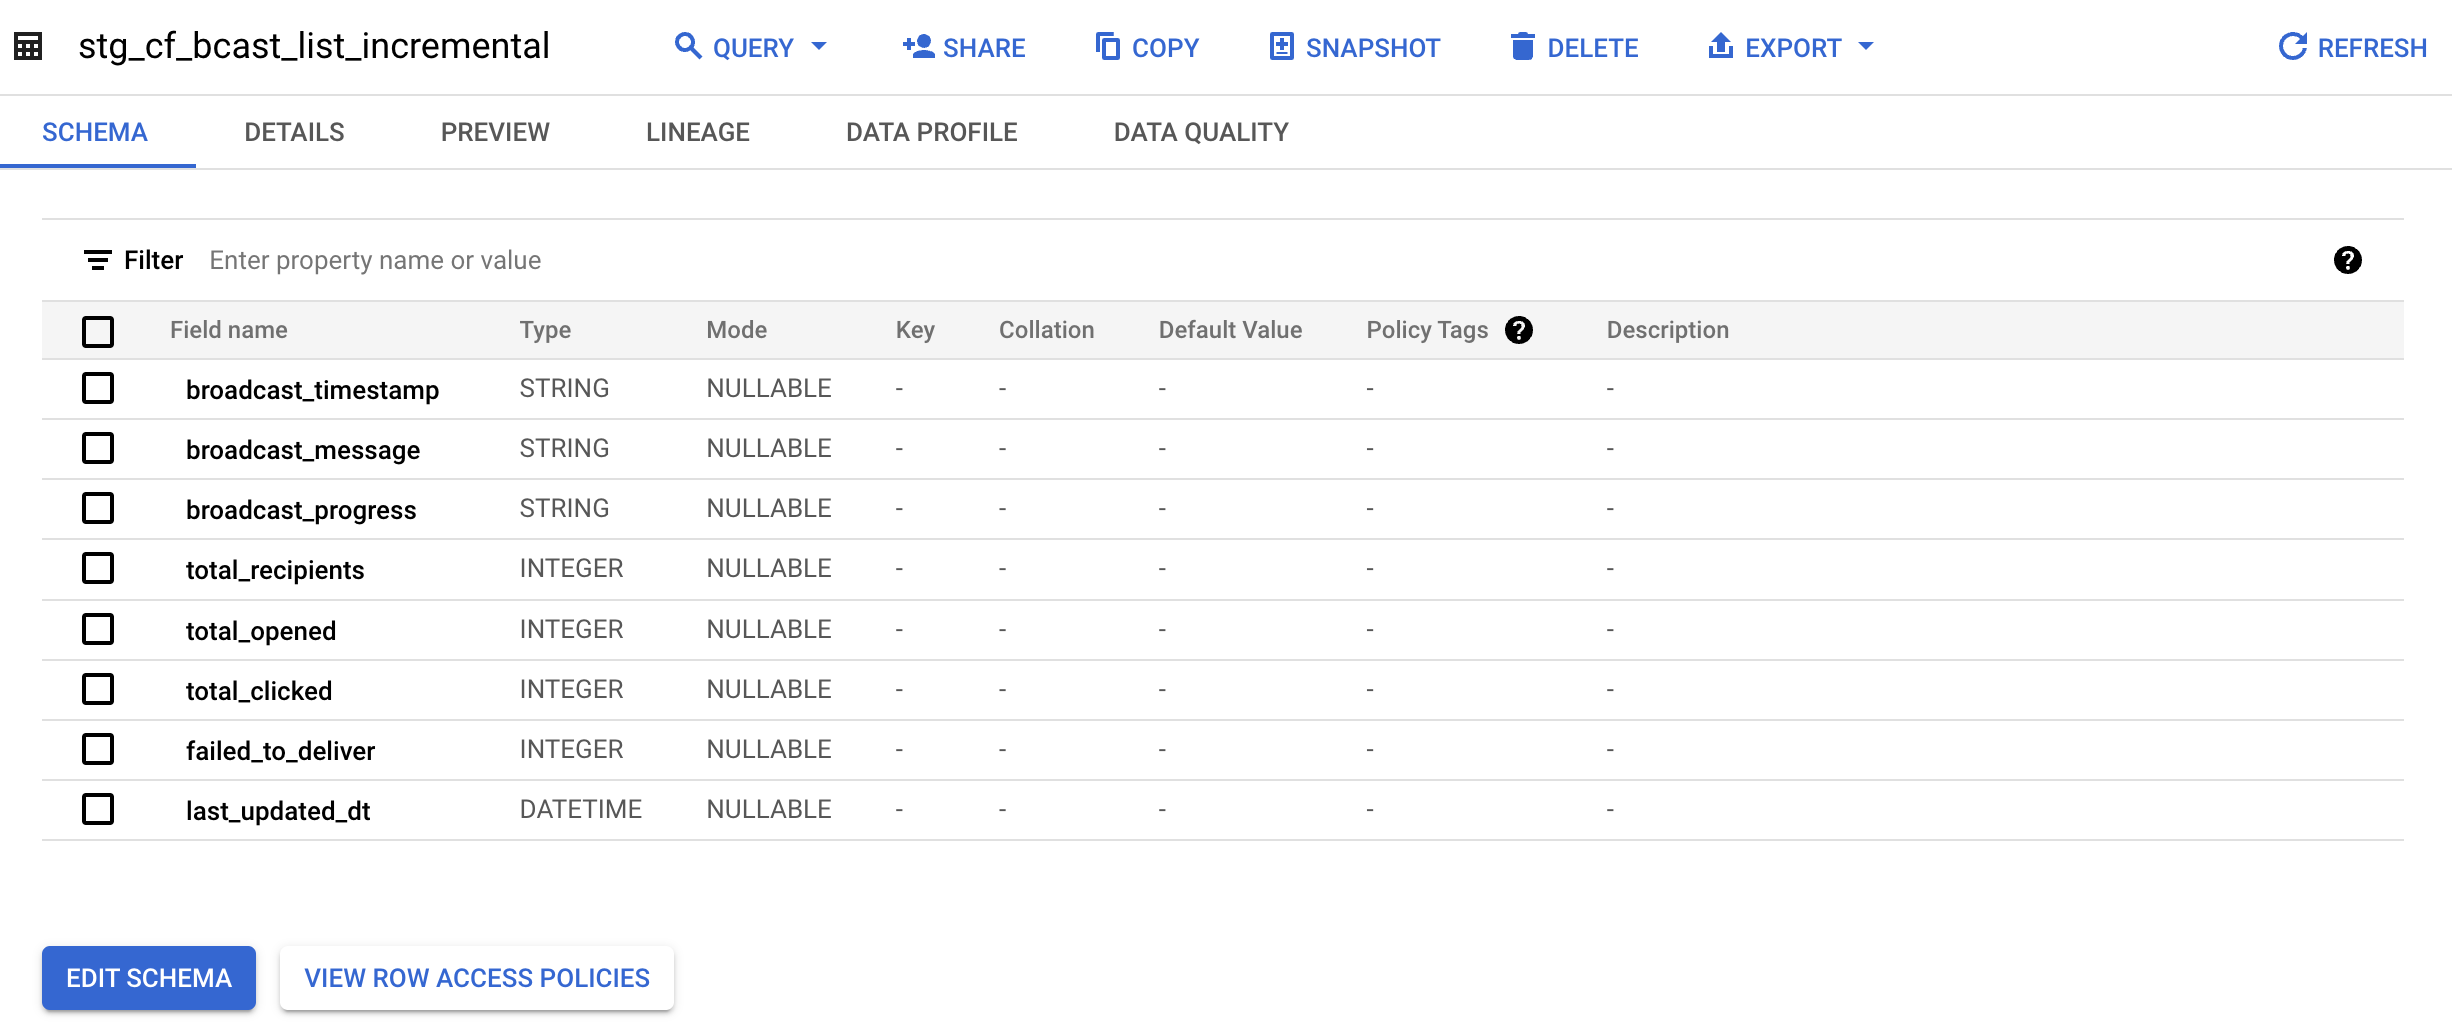 stg_cf_bcast_list_incremental QUERY SHARE COPY SNAPSHOT DELETE EXPORT REFRESH
SCHEMA DETAILS PREVIEW LINEAGE DATA PROFILE DATA QUALITY
Filter Enter property name or value ?
Field name Type Mode Key Collation Default Value Policy Tags ? Description
broadcast_timestamp STRING NULLABLE - - - - -
broadcast_message STRING NULLABLE - - - - -
broadcast_progress STRING NULLABLE - - - - -
total_recipients INTEGER NULLABLE - - - - -
total_opened INTEGER NULLABLE - - - - -
total_clicked INTEGER NULLABLE - - - - -
failed_to_deliver INTEGER NULLABLE - - - - -
last_updated_dt DATETIME NULLABLE - - - - -
EDIT SCHEMA VIEW ROW ACCESS POLICIES